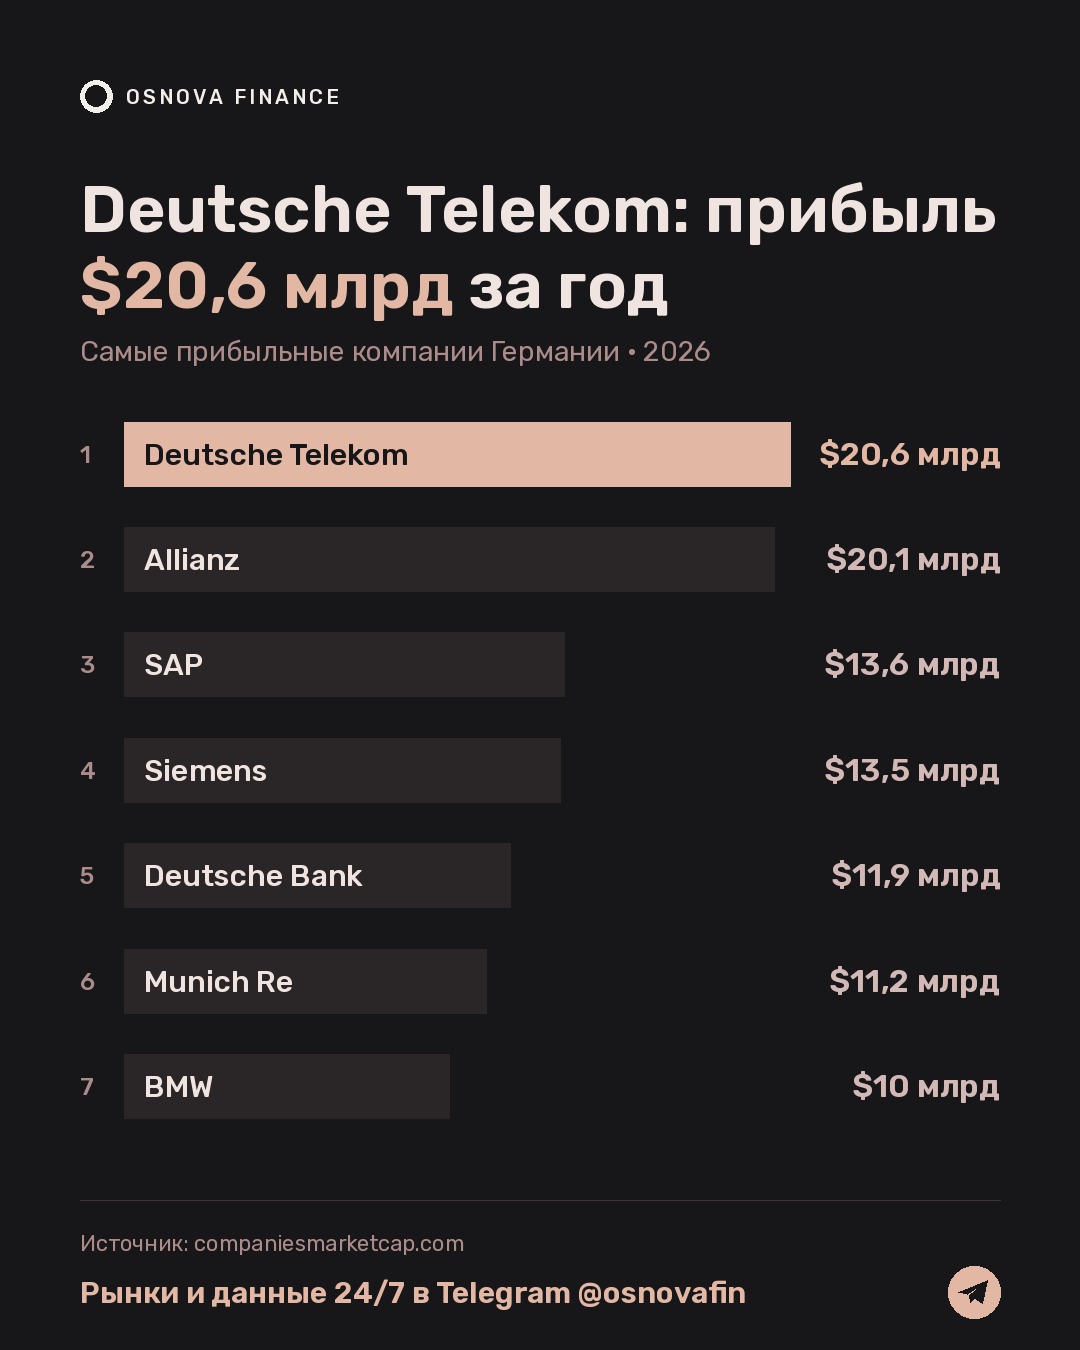 OSNOVA FINANCE
Deutsche Telekom: прибыль
$20,6 млрд за год
Самые прибыльные компании Германии • 2026
1 Deutsche Telekom $20,6 млрд
2 Allianz $20,1 млрд
3 SAP $13,6 млрд
4 Siemens $13,5 млрд
5 Deutsche Bank $11,9 млрд
6 Munich Re $11,2 млрд
7 BMW $10 млрд
Источник: companiesmarketcap.com
Рынки и данные 24/7 в Telegram @osnovafin